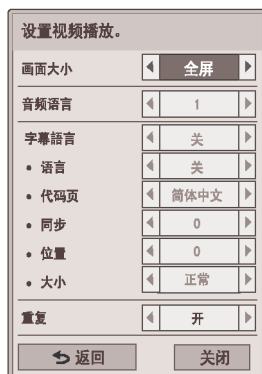 设置视频播放。
画面大小 全屏
音频语言 1
字幕語言 关
• 语言 关
• 代码页 简体中文
• 同步 0
• 位置 0
• 大小 正常
重复 开
返回 关闭